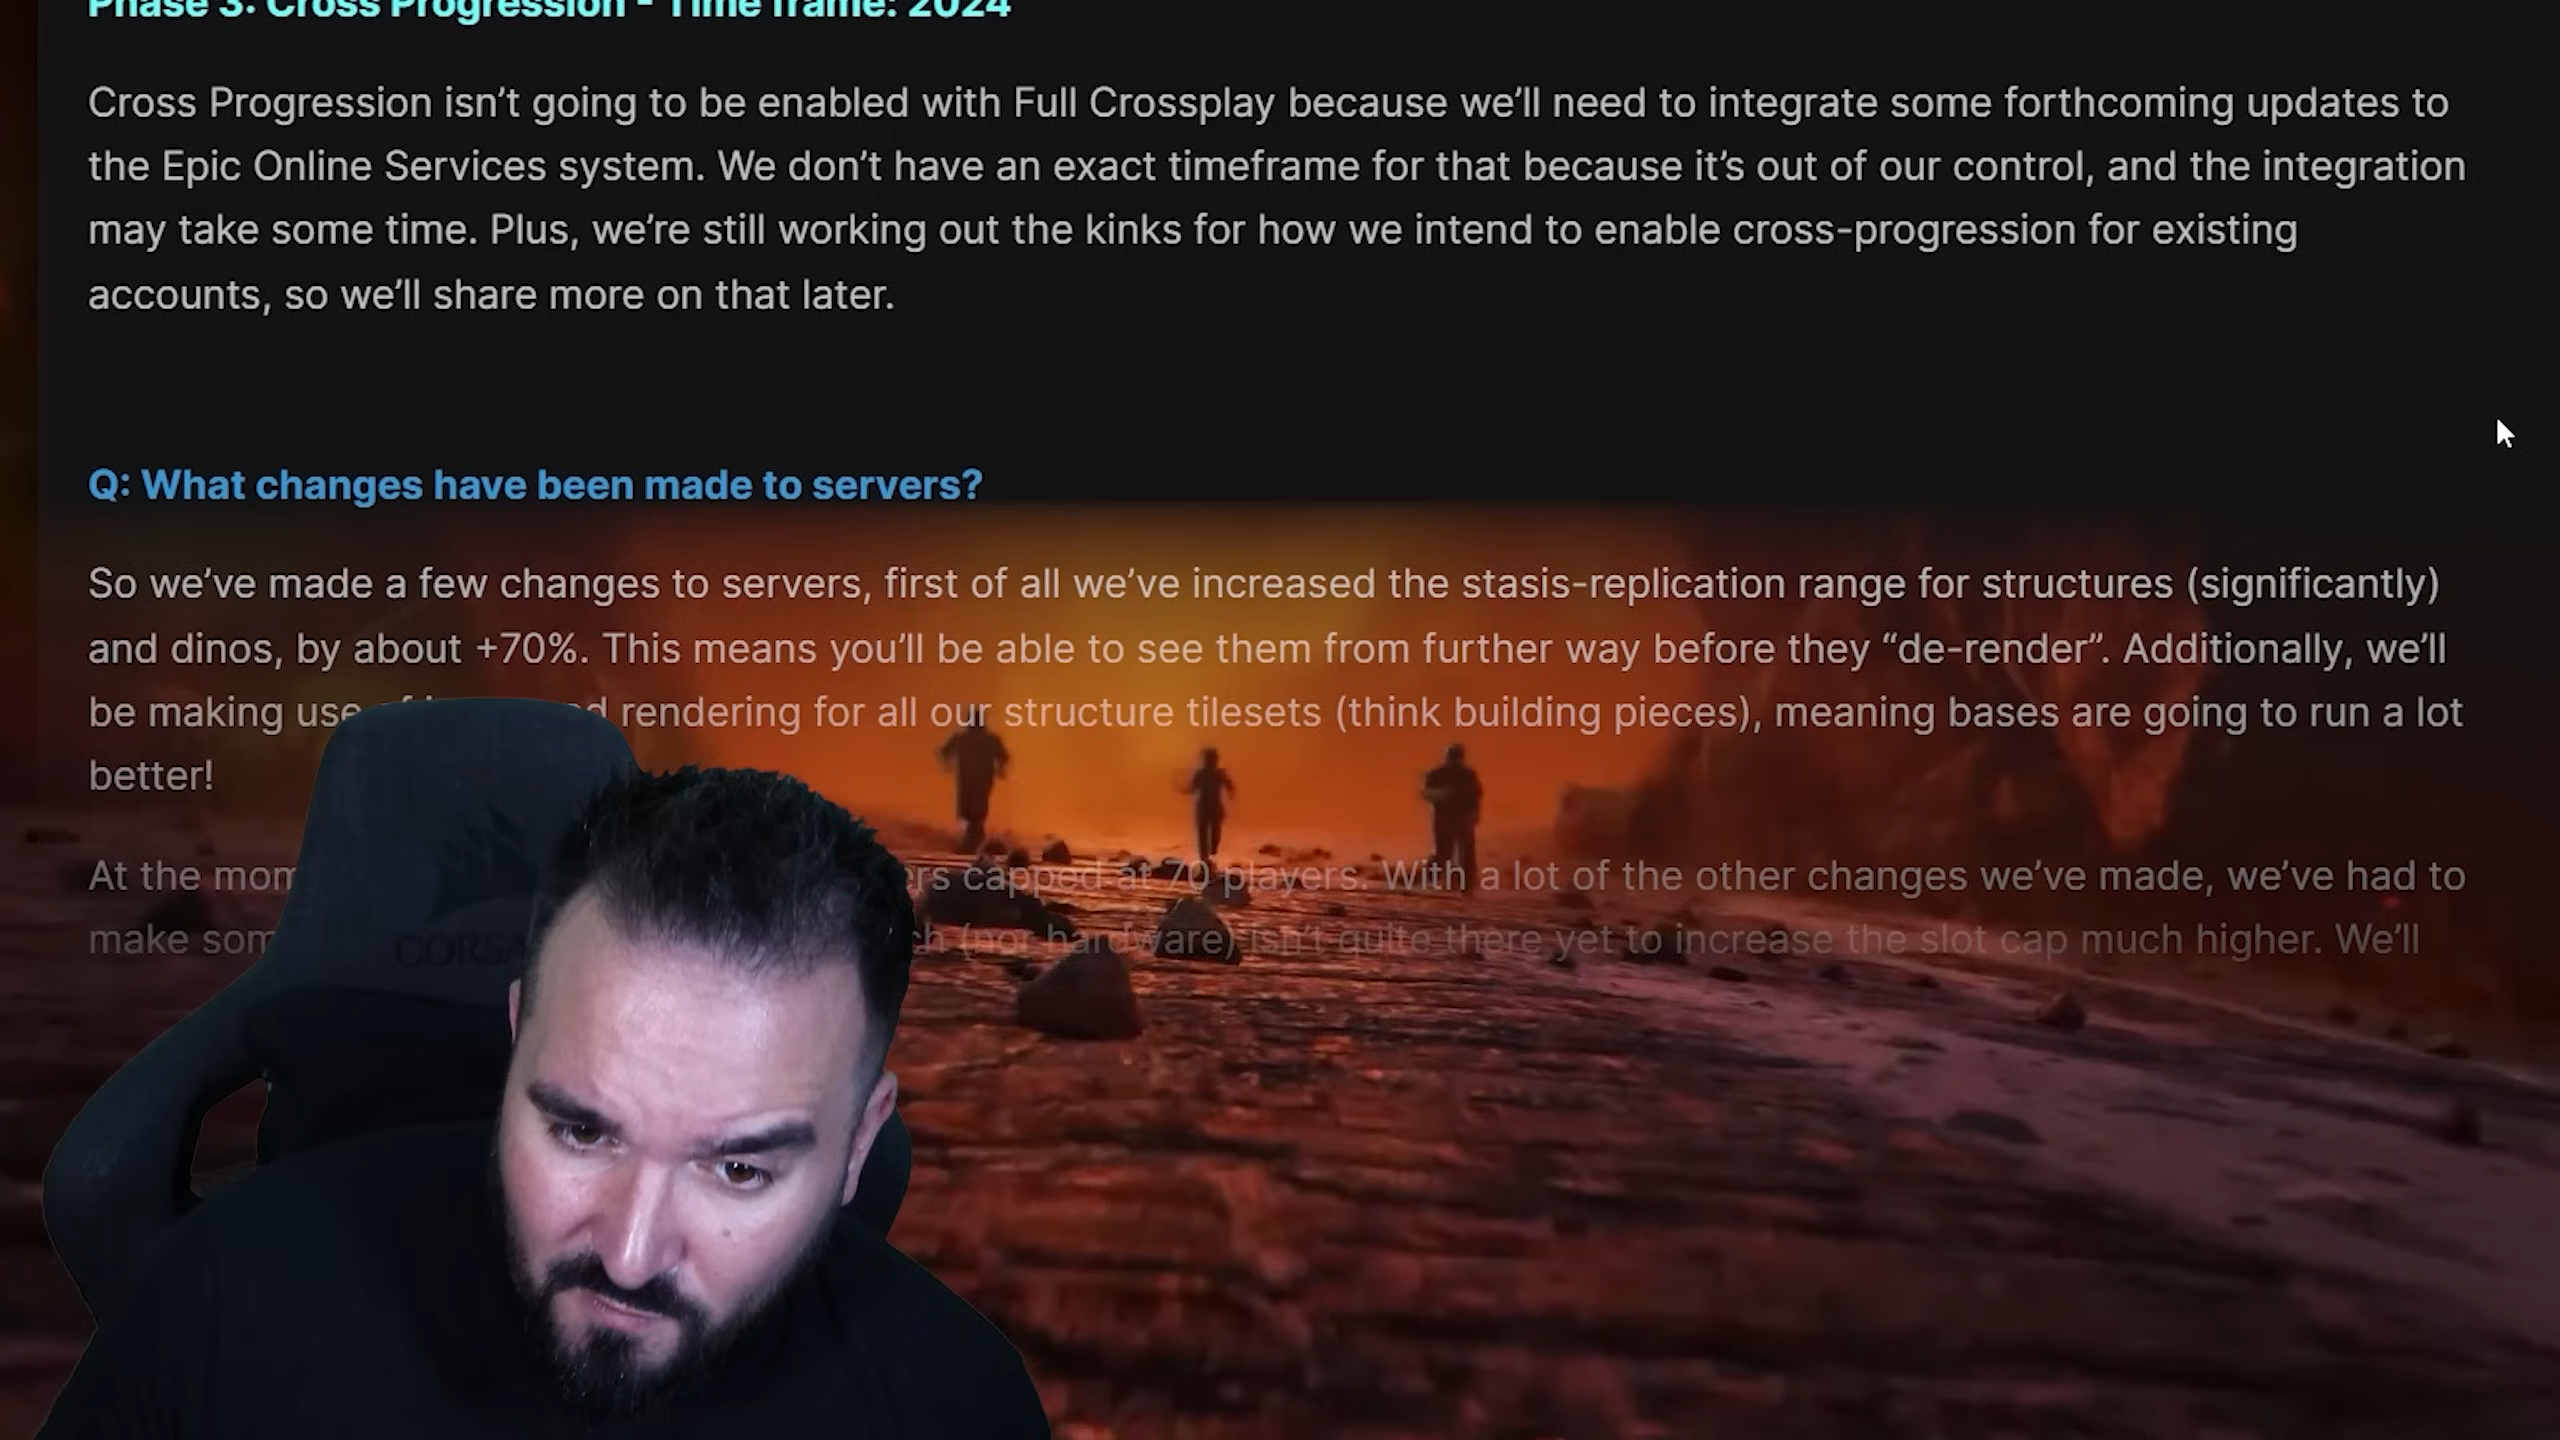 Phase 3: Cross Progression - Time frame: 2024
Cross Progression isn’t going to be enabled with Full Crossplay because we’ll need to integrate some forthcoming updates to
the Epic Online Services system. We don’t have an exact timeframe for that because it’s out of our control, and the integration
may take some time. Plus, we’re still working out the kinks for how we intend to enable cross-progression for existing
accounts, so we’ll share more on that later.
Q: What changes have been made to servers?
So we’ve made a few changes to servers, first of all we’ve increased the stasis-replication range for structures (significantly)
and dinos, by about +70%. This means you’ll be able to see them from further way before they “de-render”. Additionally, we’ll
be making use rendering for all our structure tilesets (think building pieces), meaning bases are going to run a lot
better!
At the capped at 70 players. With a lot of the other changes we’ve made, we’ve had to
make (nor hardware) isn’t quite there yet to increase the slot cap much higher. We’ll